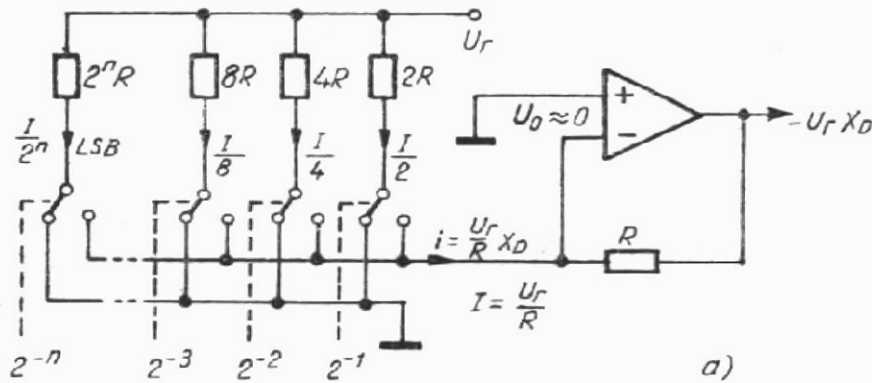 U_r
2^nR
8R
4R
2R
I/2^n
LSB
I/8
I/4
I/2
+
U_0≈0
−
-U_r X_D
i = U_r/R X_D
R
I = U_r/R
2^-n
2^-3
2^-2
2^-1
a)